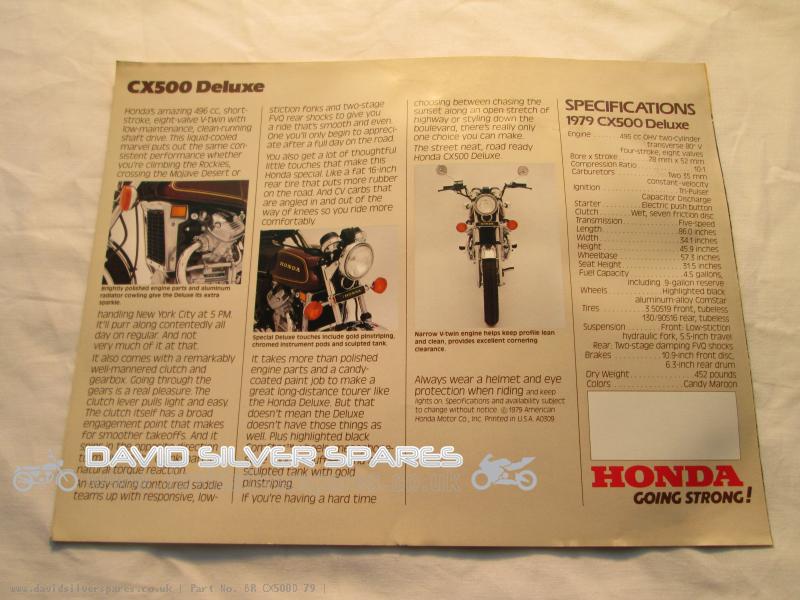 CX500 Deluxe
Honda's amazing 496 cc, short-
stroke, eight-valve V-twin with
low-maintenance, clean-running
shaft drive. This liquid-cooled
marvel puts out the same con-
sistent performance whether
you're climbing the Rockies,
crossing the Mojave Desert or
Brightly polished engine parts and aluminum
radiator cowling give the Deluxe its extra
sparkle.
handling New York City at 5 PM.
It'll purr along contentedly all
day on regular. And not
very much of it at that.
It also comes with a remarkably
well-mannered clutch and
gearbox. Going through the
gears is a real pleasure. The
clutch lever pulls light and easy.
The clutch itself has a broad
engagement point that makes
for smoother takeoffs. And it
natural torque reaction.
An easy-riding contoured saddle
teams up with responsive, low-
stiction forks and two-stage
FVQ rear shocks to give you
a ride that's smooth and even.
One you'll only begin to appreci-
ate after a full day on the road.
You also get a lot of thoughtful
little touches that make this
Honda special. Like a fat 16-inch
rear tire that puts more rubber
on the road. And CV carbs that
are angled in and out of the
way of knees so you ride more
comfortably.
HONDA
Special Deluxe touches include gold pinstriping,
chromed instrument pods and sculpted tank.
It takes more than polished
engine parts and a candy-
coated paint job to make a
great long-distance tourer like
the Honda Deluxe. But that
doesn't mean the Deluxe
doesn't have those things as
well. Plus highlighted black
sculpted tank with gold
pinstriping.
If you're having a hard time
choosing between chasing the
sunset along an open stretch of
highway or styling down the
boulevard, there's really only
one choice you can make.
The street neat, road ready
Honda CX500 Deluxe.
Narrow V-twin engine helps keep profile lean
and clean, provides excellent cornering
clearance.
Always wear a helmet and eye
protection when riding and keep
lights on. Specifications and availability subject
to change without notice. © 1979 American
Honda Motor Co., Inc. Printed in U.S.A. A0309
SPECIFICATIONS
1979 CX500 Deluxe
Engine 495 cc OHV two-cylinder
transverse 80° V
four-stroke, eight valves
Bore x stroke 78 mm x 52 mm
Compression Ratio 10:1
Carburetors Two 35 mm
constant-velocity
Ignition Tri-Pulser
Capacitor Discharge
Starter Electric push button
Clutch Wet, seven friction disc
Transmission Five-speed
Length 86.0 inches
Width 34.1 inches
Height 45.9 inches
Wheelbase 57.3 inches
Seat Height 31.5 inches
Fuel Capacity 4.5 gallons,
including .9-gallon reserve
Wheels Highlighted black
aluminum-alloy ComStar
Tires 3.50S19 front, tubeless
130/90S16 rear, tubeless
Suspension Front: Low-stiction
hydraulic fork, 5.5-inch travel
Rear: Two-stage damping FVQ shocks
Brakes 10.9-inch front disc,
6.3-inch rear drum
Dry Weight 452 pounds
Colors Candy Maroon
HONDA
GOING STRONG!
DAVID SILVER SPARES
www.davidsilverspares.co.uk | Part No. BR CX500D 79 |